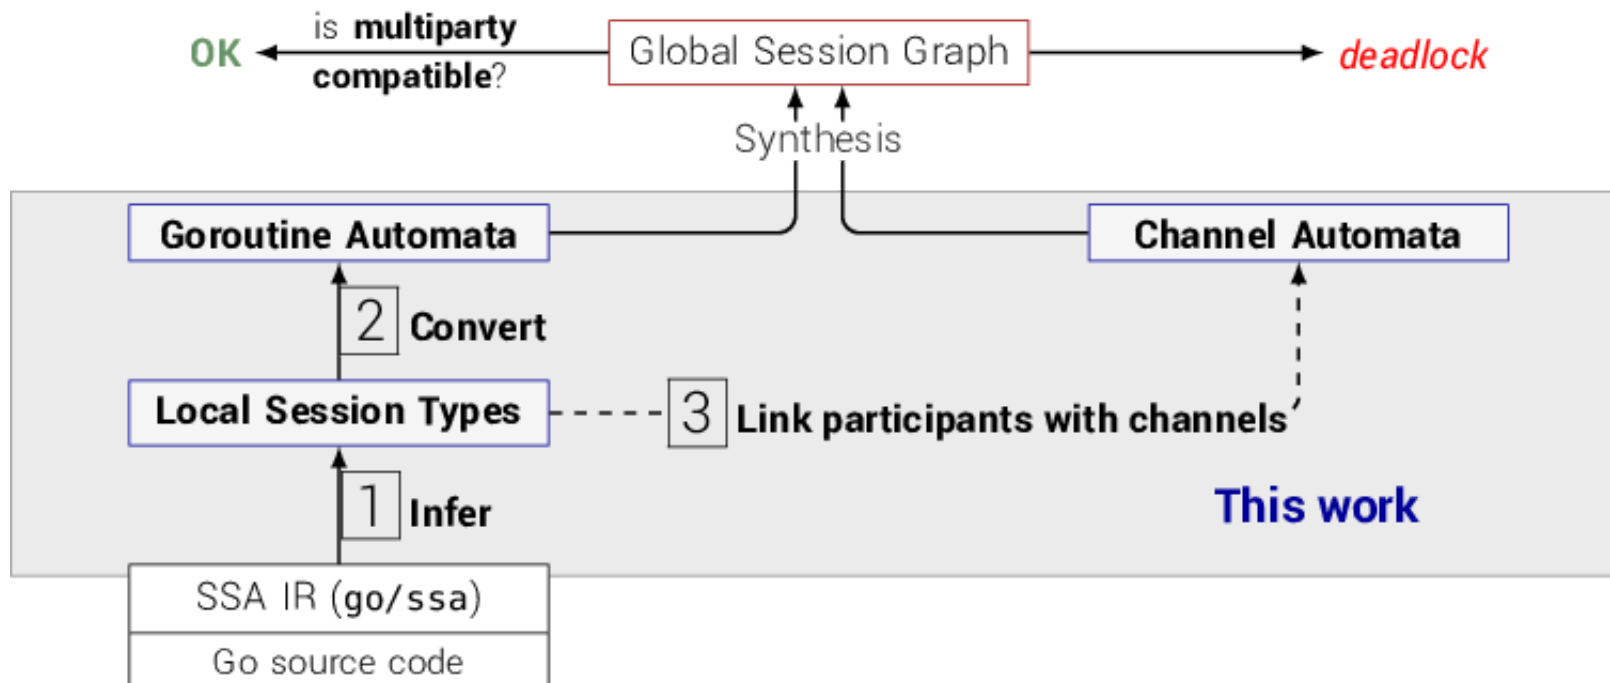 OK
is multiparty
compatible?
Global Session Graph
deadlock
Synthesis
Goroutine Automata
Channel Automata
2 Convert
Local Session Types
3 Link participants with channels
1 Infer
This work
SSA IR (go/ssa)
Go source code